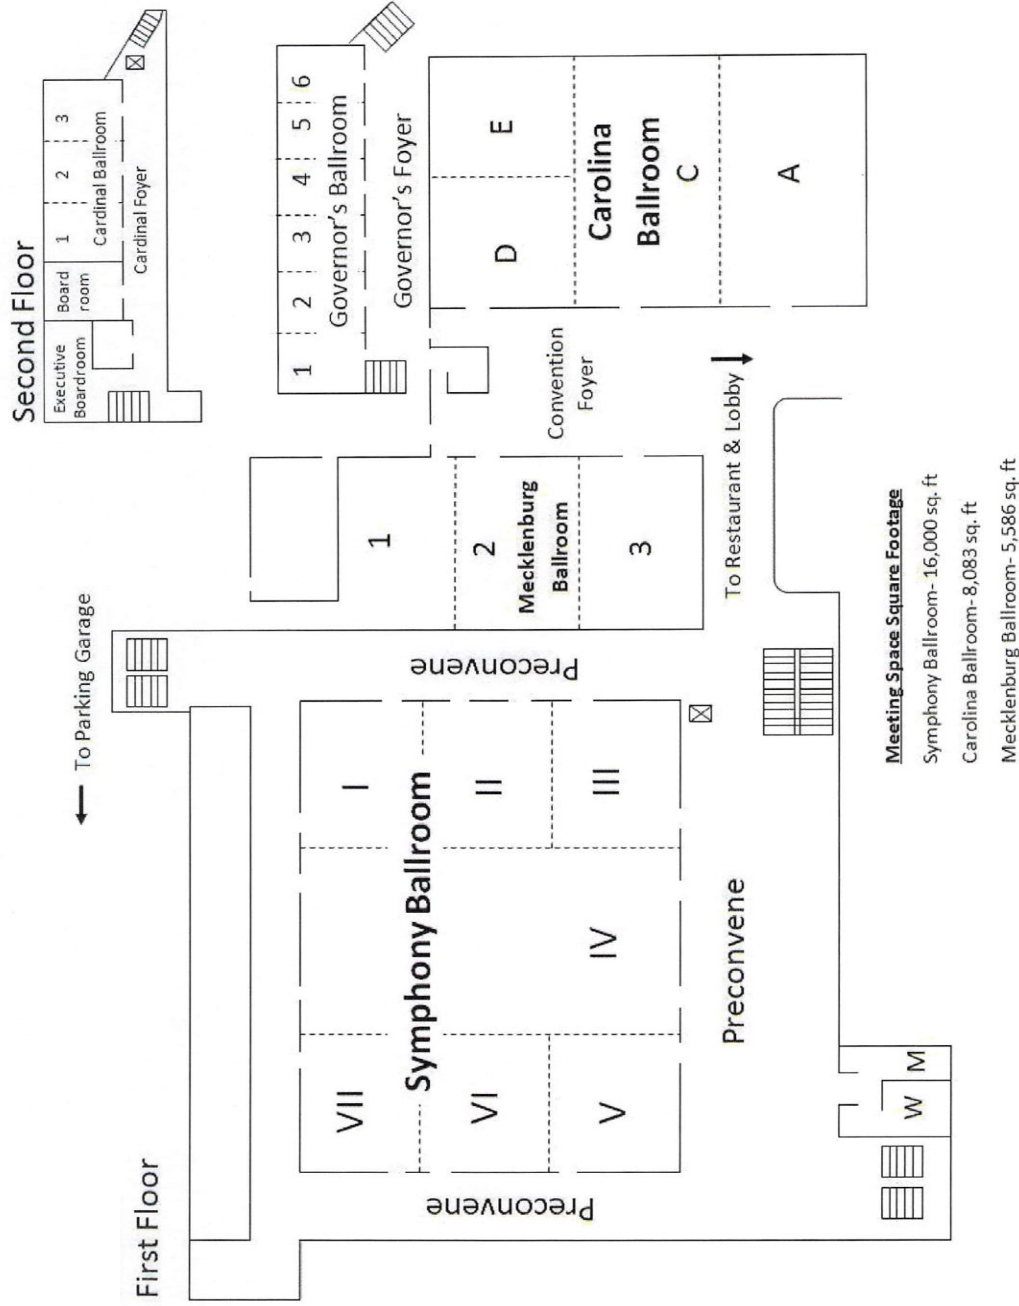 First Floor
Second Floor
← To Parking Garage
Executive
Boardroom
Board
room
1
2
3
Cardinal Ballroom
Cardinal Foyer
1
2
3
4
5
6
Governor's Ballroom
Governor's Foyer
VII
I
Symphony Ballroom
VI
II
V
IV
III
Preconvene
Preconvene
Preconvene
1
2
Mecklenburg
Ballroom
3
Convention
Foyer
D
E
Carolina
Ballroom
C
A
To Restaurant & Lobby
W
M
Meeting Space Square Footage
Symphony Ballroom- 16,000 sq. ft
Carolina Ballroom- 8,083 sq. ft
Mecklenburg Ballroom- 5,586 sq. ft